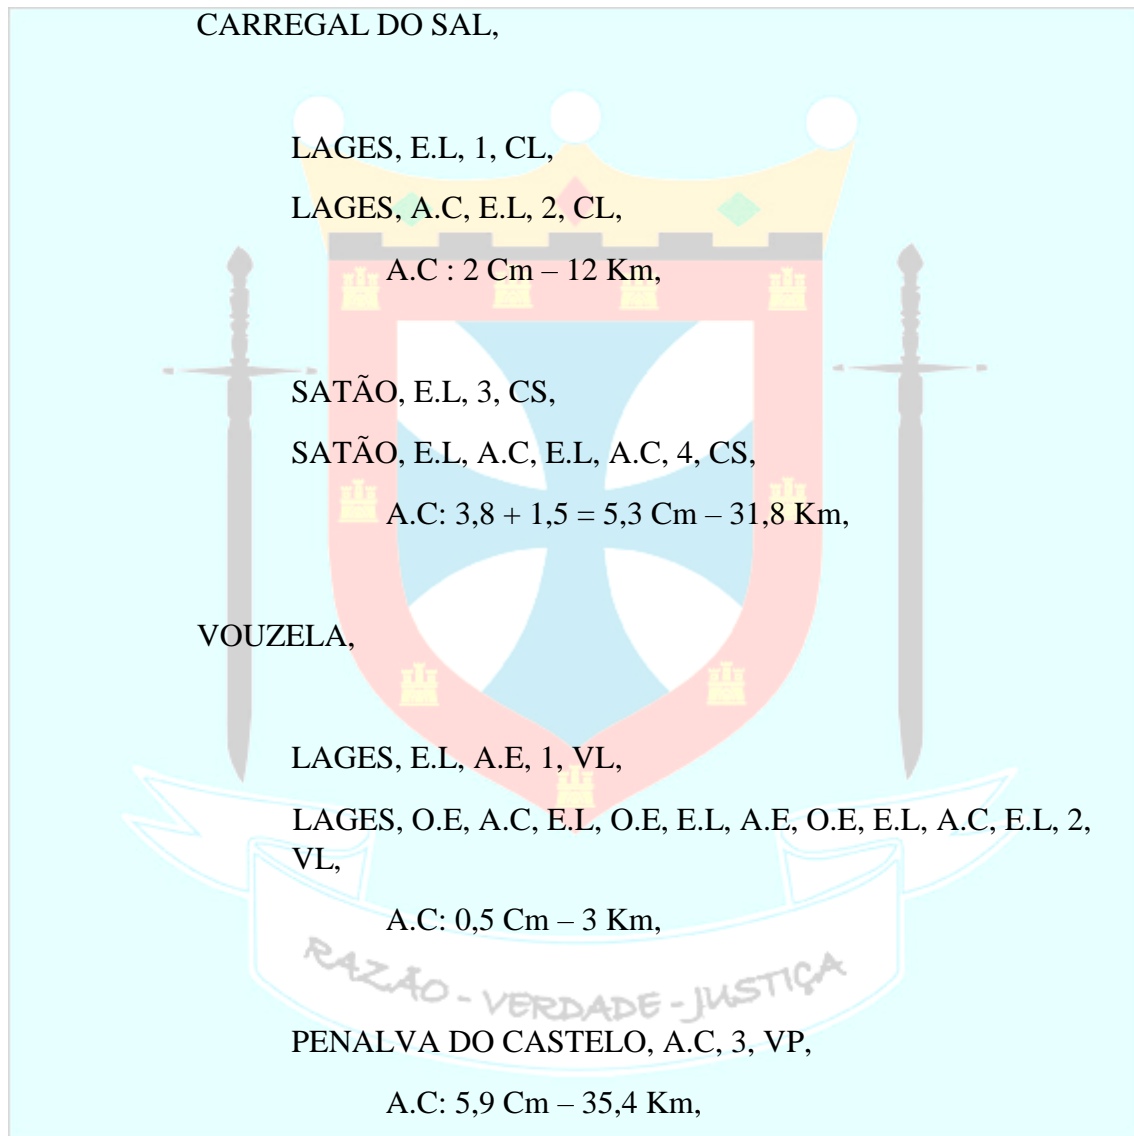 CARREGAL DO SAL,
LAGES, E.L, 1, CL,
LAGES, A.C, E.L, 2, CL,
A.C : 2 Cm – 12 Km,
SATÃO, E.L, 3, CS,
SATÃO, E.L, A.C, E.L, A.C, 4, CS,
A.C: 3,8 + 1,5 = 5,3 Cm – 31,8 Km,
VOUZELA,
LAGES, E.L, A.E, 1, VL,
LAGES, O.E, A.C, E.L, O.E, E.L, A.E, O.E, E.L, A.C, E.L, 2,
VL,
A.C: 0,5 Cm – 3 Km,
RAZÃO - VERDADE - JUSTIÇA
PENALVA DO CASTELO, A.C, 3, VP,
A.C: 5,9 Cm – 35,4 Km,